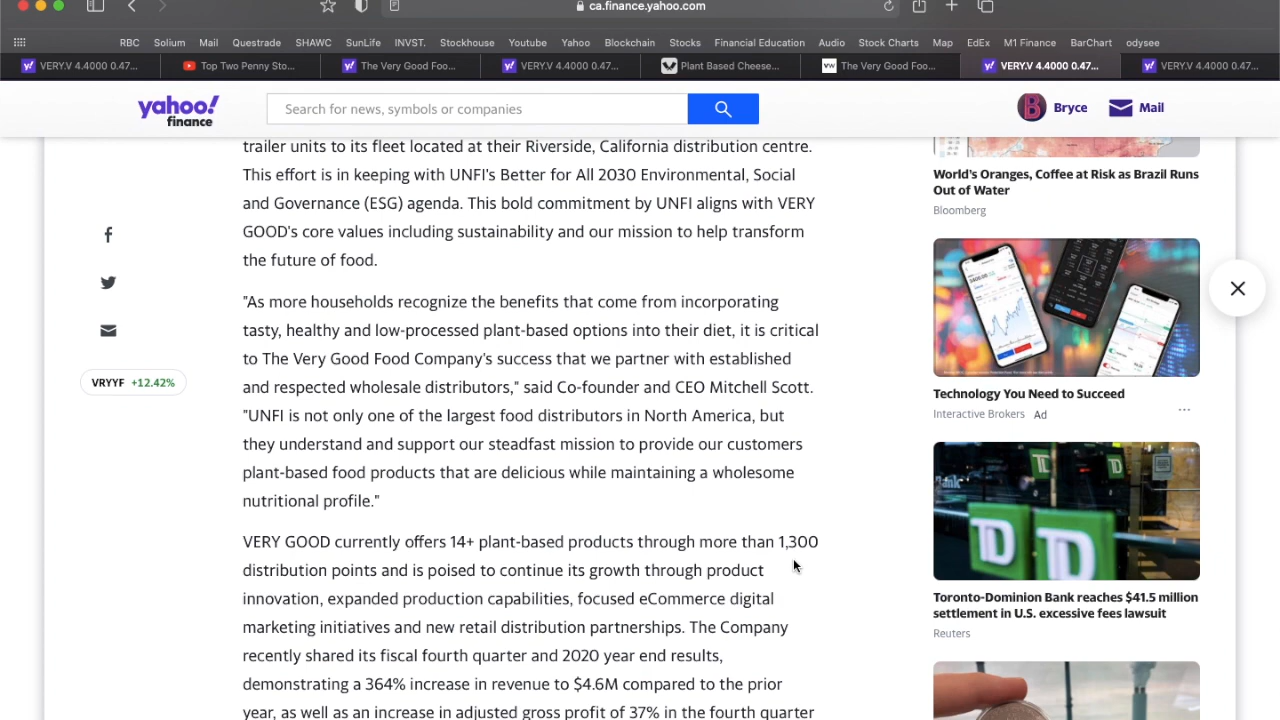 ca.finance.yahoo.com
RBC Solium Mail Questrade SHAWC SunLife INVST. Stockhouse Youtube Yahoo Blockchain Stocks Financial Education Audio Stock Charts Map EdEx M1 Finance BarChart odysee
VERY.V 4.4000 0.47... Top Two Penny Sto... The Very Good Foo... VERY.V 4.4000 0.47... Plant Based Cheese... The Very Good Foo... VERY.V 4.4000 0.47... VERY.V 4.4000 0.47...
yahoo!
finance
Search for news, symbols or companies
Bryce
Mail
trailer units to its fleet located at their Riverside, California distribution centre.
This effort is in keeping with UNFI's Better for All 2030 Environmental, Social
and Governance (ESG) agenda. This bold commitment by UNFI aligns with VERY
GOOD's core values including sustainability and our mission to help transform
the future of food.
"As more households recognize the benefits that come from incorporating
tasty, healthy and low-processed plant-based options into their diet, it is critical
to The Very Good Food Company's success that we partner with established
and respected wholesale distributors," said Co-founder and CEO Mitchell Scott.
"UNFI is not only one of the largest food distributors in North America, but
they understand and support our steadfast mission to provide our customers
plant-based food products that are delicious while maintaining a wholesome
nutritional profile."
VERY GOOD currently offers 14+ plant-based products through more than 1,300
distribution points and is poised to continue its growth through product
innovation, expanded production capabilities, focused eCommerce digital
marketing initiatives and new retail distribution partnerships. The Company
recently shared its fiscal fourth quarter and 2020 year end results,
demonstrating a 364% increase in revenue to $4.6M compared to the prior
year, as well as an increase in adjusted gross profit of 37% in the fourth quarter
VRYYF +12.42%
World's Oranges, Coffee at Risk as Brazil Runs
Out of Water
Bloomberg
Technology You Need to Succeed
Interactive Brokers Ad
TD
TD
TD
TD
Toronto-Dominion Bank reaches $41.5 million
settlement in U.S. excessive fees lawsuit
Reuters